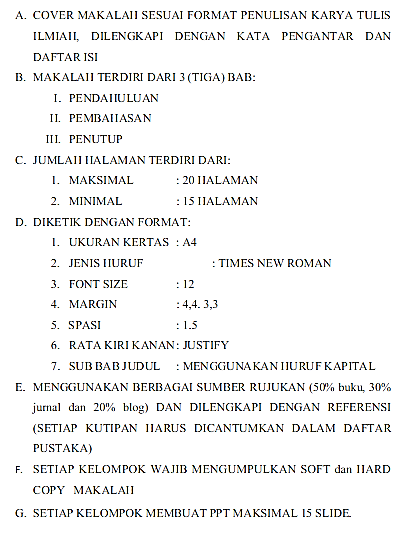 A. COVER MAKALAH SESUAI FORMAT PENULISAN KARYA TULIS
ILMIAH, DILENGKAPI DENGAN KATA PENGANTAR DAN
DAFTAR ISI
B. MAKALAH TERDIRI DARI 3 (TIGA) BAB:
I. PENDAHULUAN
II. PEMBAHASAN
III. PENUTUP
C. JUMLAH HALAMAN TERDIRI DARI:
1. MAKSIMAL : 20 HALAMAN
2. MINIMAL : 15 HALAMAN
D. DIKETIK DENGAN FORMAT:
1. UKURAN KERTAS : A4
2. JENIS HURUF : TIMES NEW ROMAN
3. FONT SIZE : 12
4. MARGIN : 4,4. 3,3
5. SPASI : 1.5
6. RATA KIRI KANAN : JUSTIFY
7. SUB BAB JUDUL : MENGGUNAKAN HURUF KAPITAL
E. MENGGUNAKAN BERBAGAI SUMBER RUJUKAN (50% buku, 30%
jurnal dan 20% blog) DAN DILENGKAPI DENGAN REFERENSI
(SETIAP KUTIPAN HARUS DICANTUMKAN DALAM DAFTAR
PUSTAKA)
F. SETIAP KELOMPOK WAJIB MENGUMPULKAN SOFT dan HARD
COPY MAKALAH
G. SETIAP KELOMPOK MEMBUAT PPT MAKSIMAL 15 SLIDE.